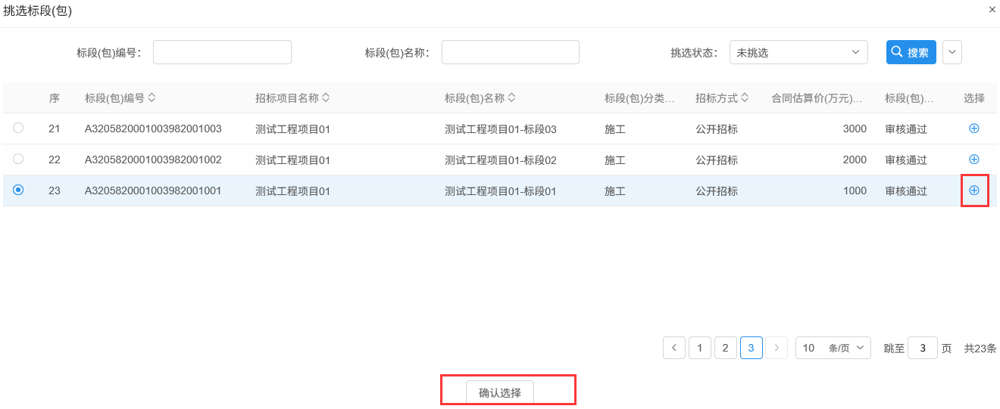 挑选标段(包) ×
标段(包)编号： 标段(包)名称： 挑选状态： 未挑选 搜索
序 标段(包)编号 招标项目名称 标段(包)名称 标段(包)分类... 招标方式 合同估算价(万元)... 标段(包)... 选择
21 A3205820001003982001003 测试工程项目01 测试工程项目01-标段03 施工 公开招标 3000 审核通过
22 A3205820001003982001002 测试工程项目01 测试工程项目01-标段02 施工 公开招标 2000 审核通过
23 A3205820001003982001001 测试工程项目01 测试工程项目01-标段01 施工 公开招标 1000 审核通过
1 2 3 10 条/页 跳至 3 页 共23条
确认选择